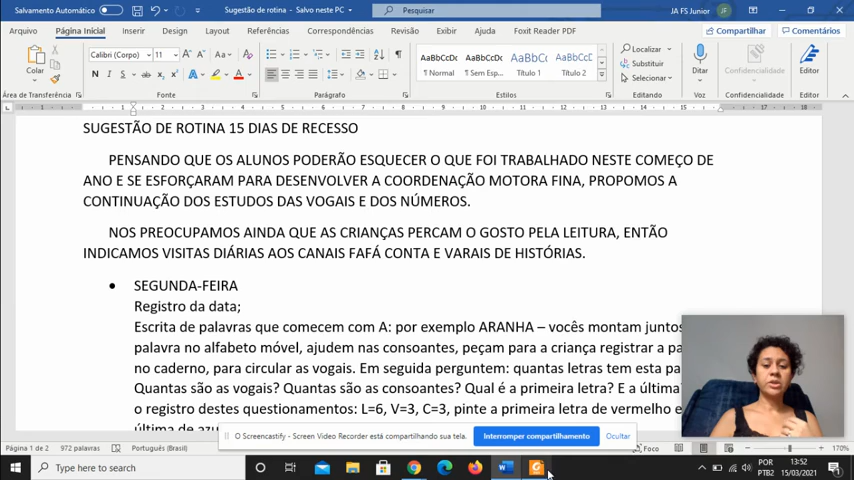 Salvamento Automático
Sugestão de rotina - Salvo neste PC
Pesquisar
JA FS Junior JF
Arquivo Página Inicial Inserir Design Layout Referências Correspondências Revisão Exibir Ajuda Foxit Reader PDF Compartilhar Comentários
Calibri (Corpo) 11
Colar
N I S
AaBbCcDc AaBbCcDc AaBbCc AaBbCcD
¶ Normal ¶ Sem Esp... Título 1 Título 2
Localizar
Substituir
Selecionar
Ditar
Confidencialidade
Editor
Área de Transferência Fonte Parágrafo Estilos Editando Voz Confidencialidade Editor
SUGESTÃO DE ROTINA 15 DIAS DE RECESSO
PENSANDO QUE OS ALUNOS PODERÃO ESQUECER O QUE FOI TRABALHADO NESTE COMEÇO DE
ANO E SE ESFORÇARAM PARA DESENVOLVER A COORDENAÇÃO MOTORA FINA, PROPOMOS A
CONTINUAÇÃO DOS ESTUDOS DAS VOGAIS E DOS NÚMEROS.
NOS PREOCUPAMOS AINDA QUE AS CRIANÇAS PERCAM O GOSTO PELA LEITURA, ENTÃO
INDICAMOS VISITAS DIÁRIAS AOS CANAIS FAFÁ CONTA E VARAIS DE HISTÓRIAS.
• SEGUNDA-FEIRA
Registro da data;
Escrita de palavras que comecem com A: por exemplo ARANHA – vocês montam juntos
palavra no alfabeto móvel, ajudem nas consoantes, peçam para a criança registrar a pa
no caderno, para circular as vogais. Em seguida perguntem: quantas letras tem esta pa
Quantas são as vogais? Quantas são as consoantes? Qual é a primeira letra? E a última?
o registro destes questionamentos: L=6, V=3, C=3, pinte a primeira letra de vermelho e
última de azu
O Screencastify - Screen Video Recorder está compartilhando sua tela.
Interromper compartilhamento
Ocultar
Página 1 de 2 972 palavras Português (Brasil) Foco 170%
Type here to search
POR
PTB2
13:52
15/03/2021